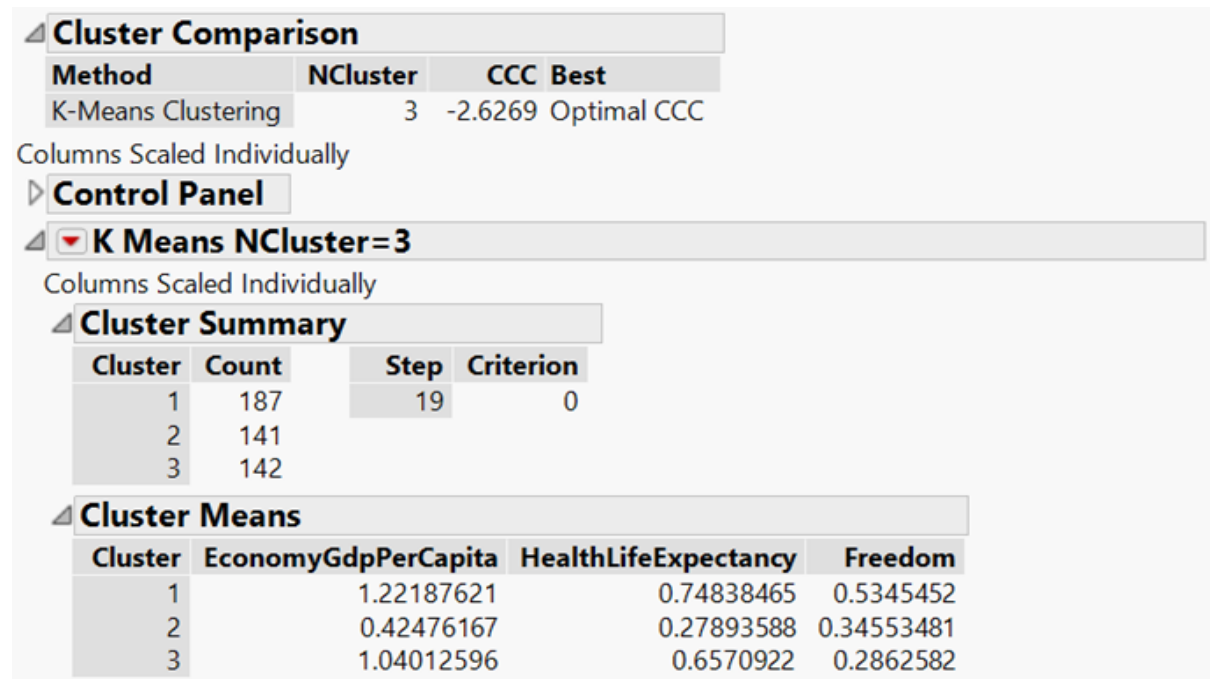 Cluster Comparison
Method NCluster CCC Best
K-Means Clustering 3 -2.6269 Optimal CCC
Columns Scaled Individually
Control Panel
K Means NCluster=3
Columns Scaled Individually
Cluster Summary
Cluster Count Step Criterion
1 187 19 0
2 141
3 142
Cluster Means
Cluster EconomyGdpPerCapita HealthLifeExpectancy Freedom
1 1.22187621 0.74838465 0.5345452
2 0.42476167 0.27893588 0.34553481
3 1.04012596 0.6570922 0.2862582